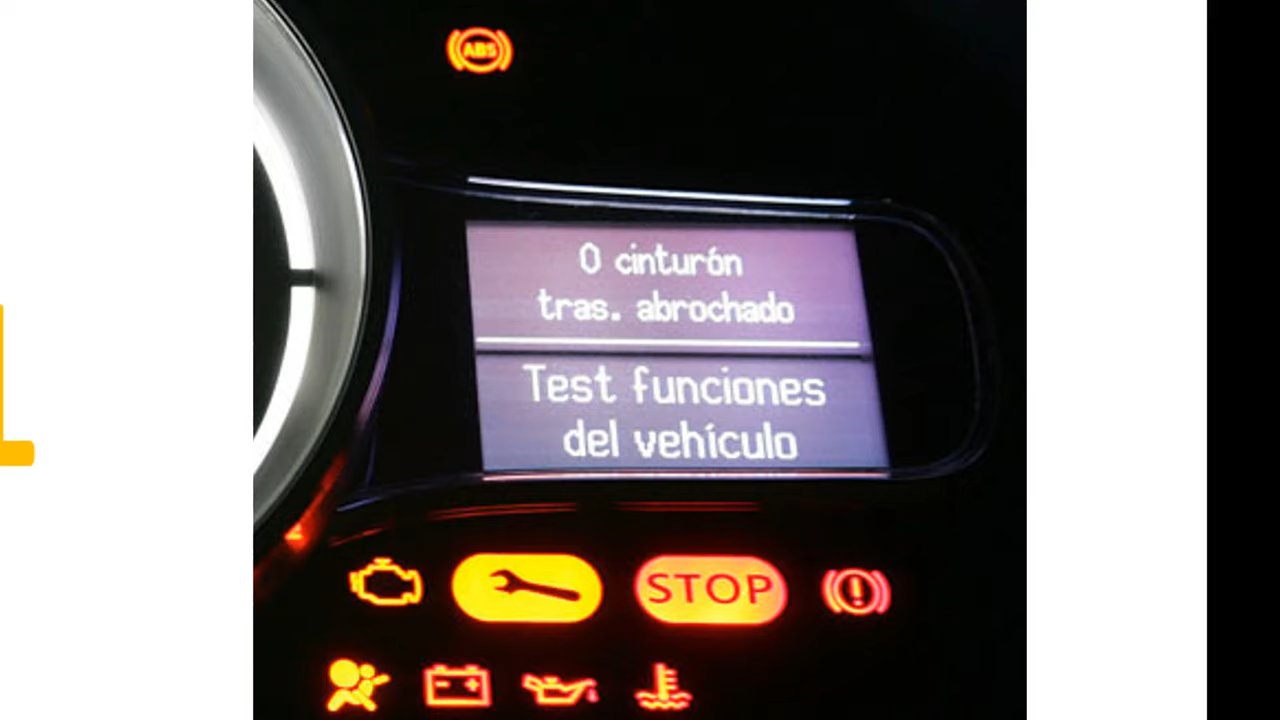 ABS
0 cinturón
tras. abrochado
Test funciones
del vehículo
STOP